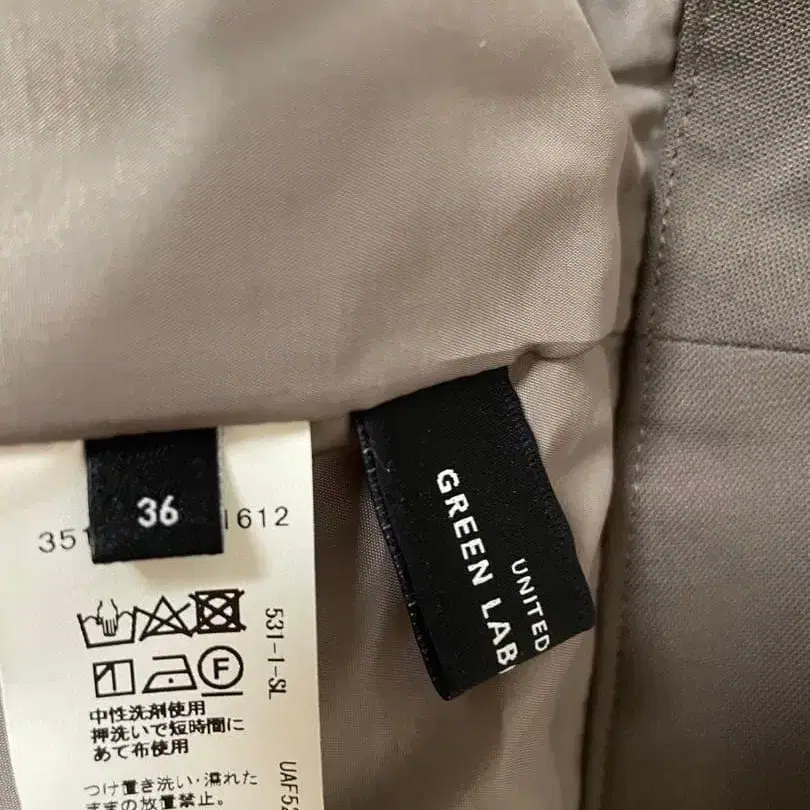 36
351 1612
531-1-SL
F
中性洗剤使用
押洗いで短時間に
あて布使用
つけ置き洗い・濡れた
ままの放置禁止。
UAF52
GREEN LAB
UNITED